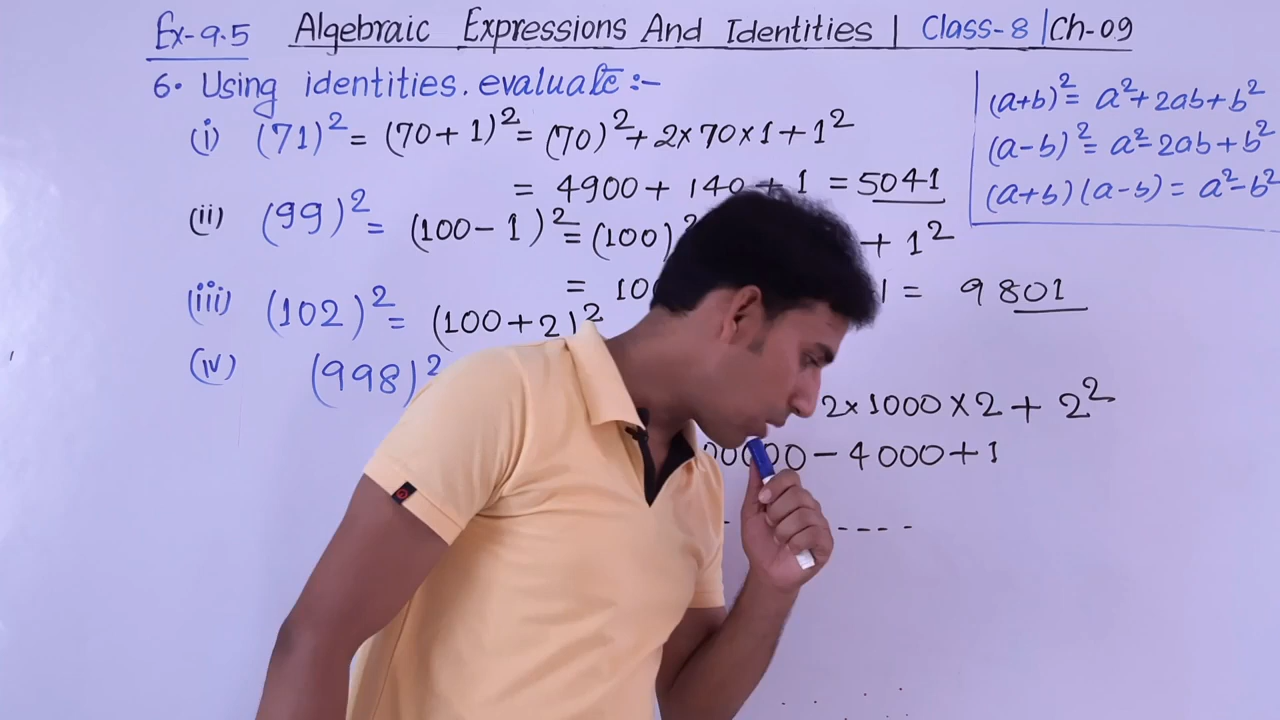 Ex-9.5 Algebraic Expressions And Identities | Class-8 | Ch-09
6. Using identities. evaluate :-
(i) (71)² = (70+1)² = (70)² + 2×70×1 + 1²
= 4900 + 140 + 1 = 5041
(ii) (99)² = (100-1)² = (100) + 1²
= 10 1 = 9801
(iii) (102)² = (100+2)²
(iv) (998)²
2×1000×2 + 2²
00000 - 4000 + 1
(a+b)² = a²+2ab+b²
(a-b)² = a²-2ab+b²
(a+b)(a-b) = a²-b²